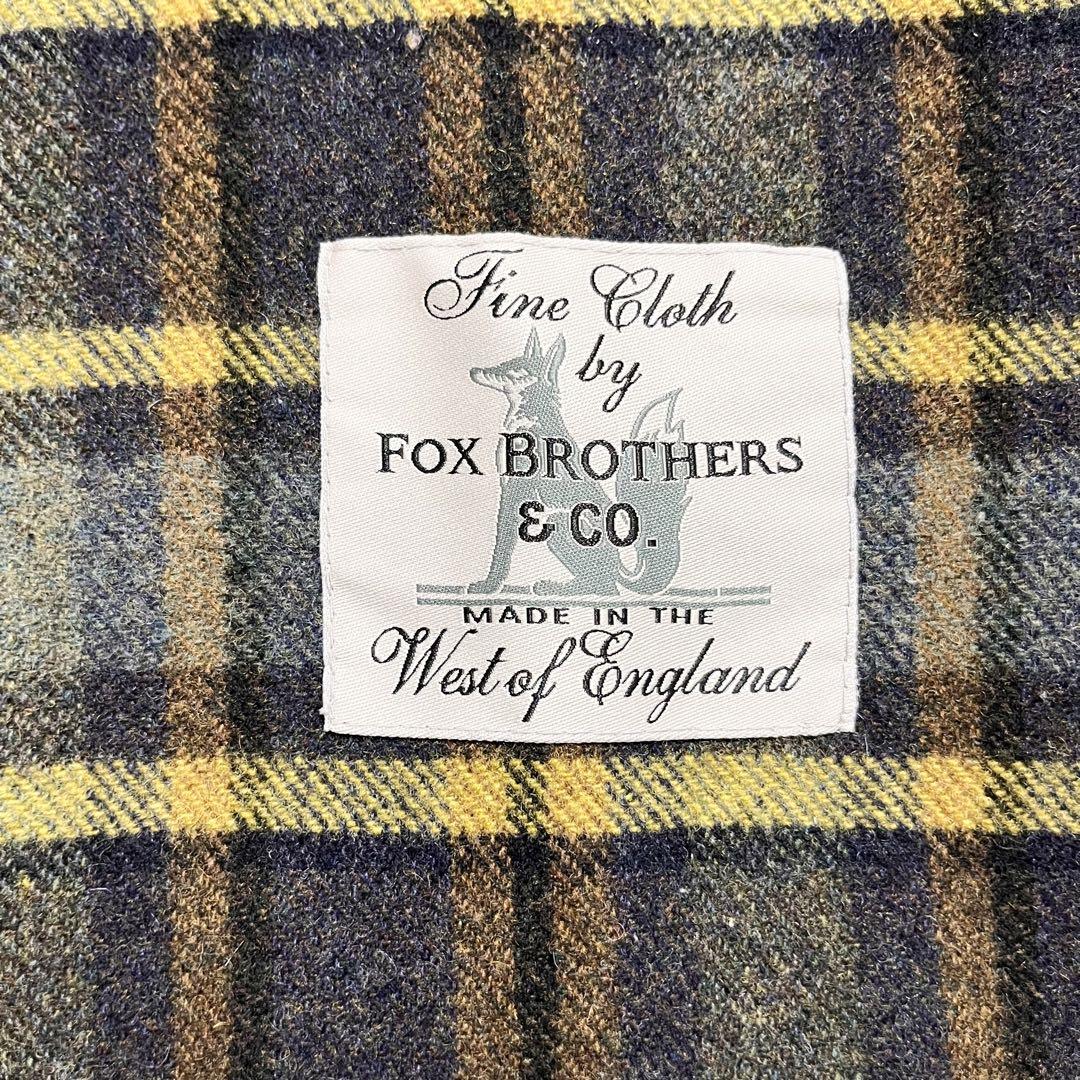 Fine Cloth
by
FOX BROTHERS
& CO.
MADE IN THE
West of England